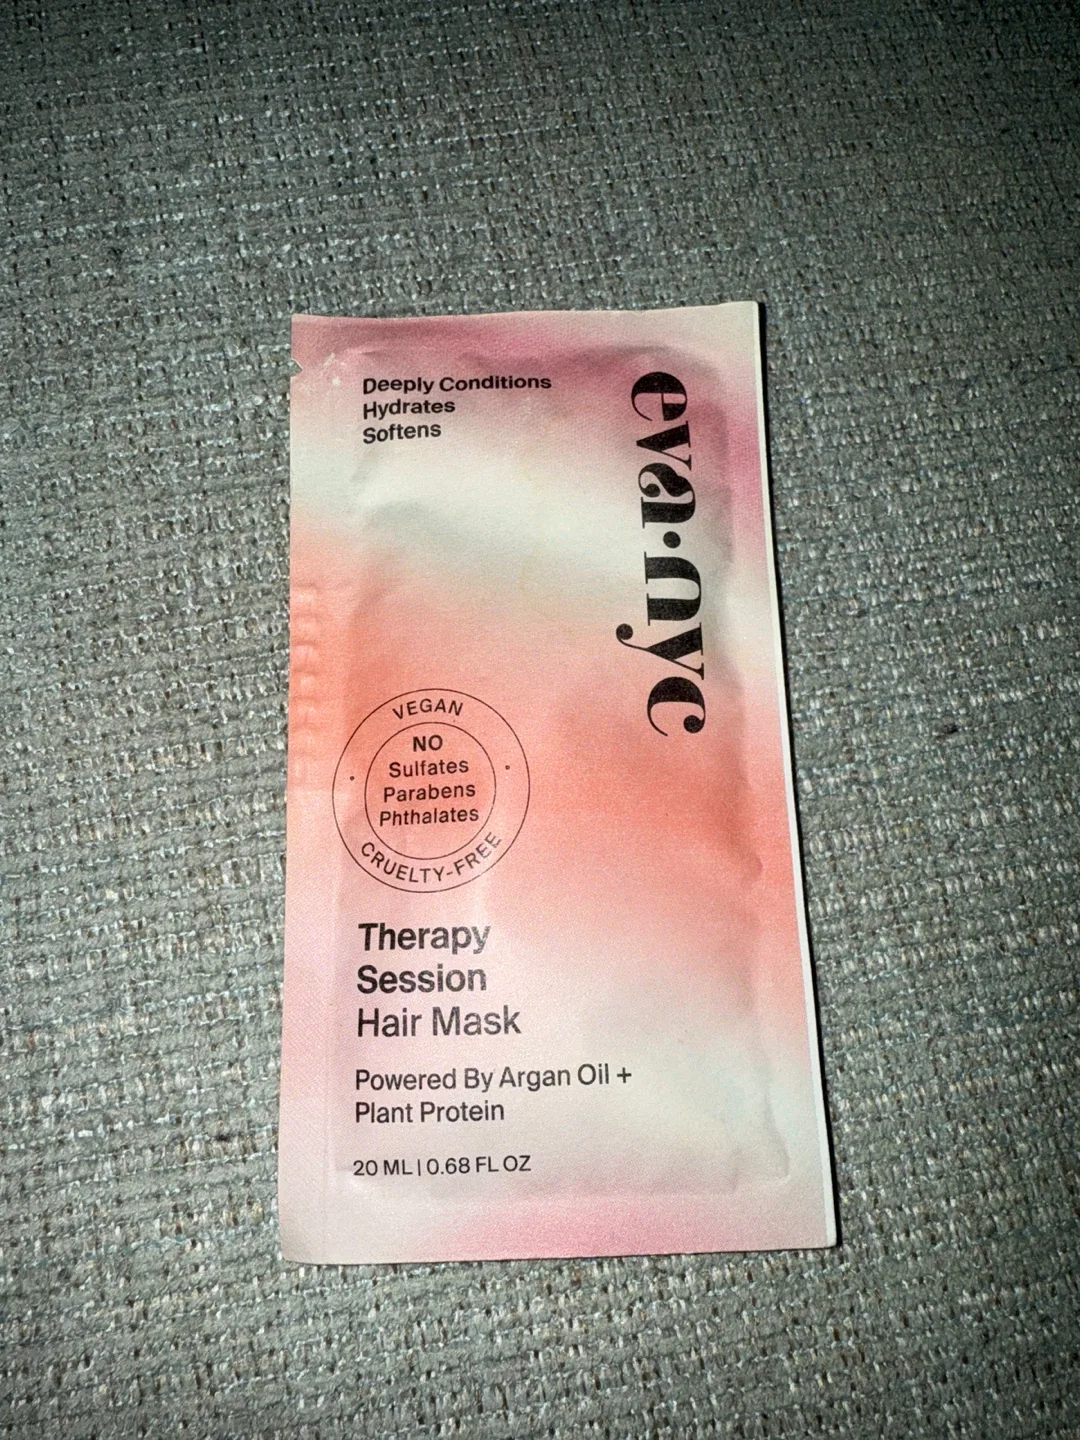 Deeply Conditions
Hydrates
Softens
eva·nyc
VEGAN
NO
Sulfates
Parabens
Phthalates
CRUELTY-FREE
Therapy
Session
Hair Mask
Powered By Argan Oil +
Plant Protein
20 ML | 0.68 FL OZ